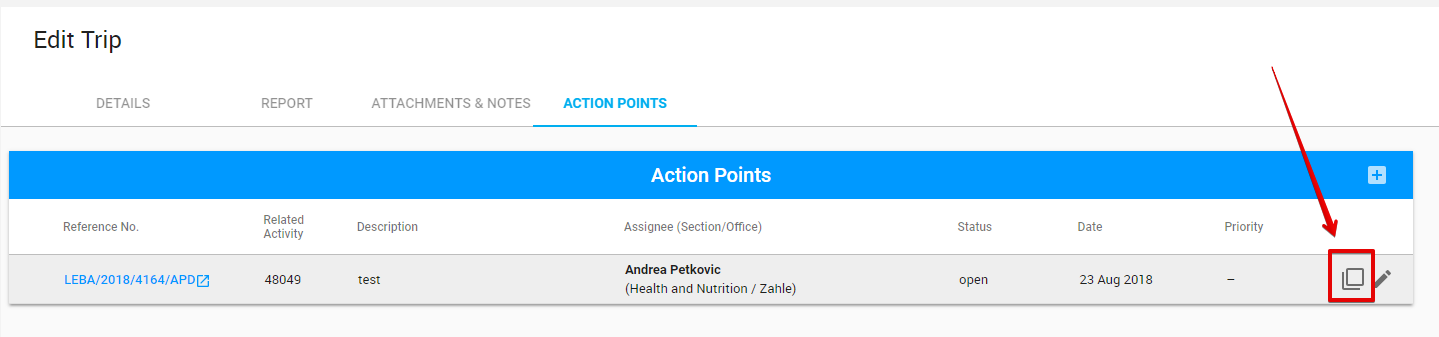 Edit Trip
DETAILS REPORT ATTACHMENTS & NOTES ACTION POINTS
Action Points
Reference No. Related Activity Description Assignee (Section/Office) Status Date Priority
LEBA/2018/4164/APD 48049 test Andrea Petkovic (Health and Nutrition / Zahle) open 23 Aug 2018 –